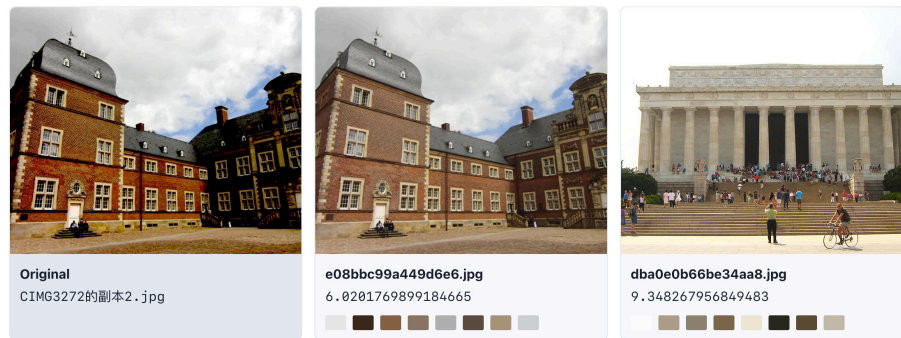 Original
CIMG3272的副本2.jpg
e08bbc99a449d6e6.jpg
6.0201769899184665
dba0e0b66be34aa8.jpg
9.348267956849483